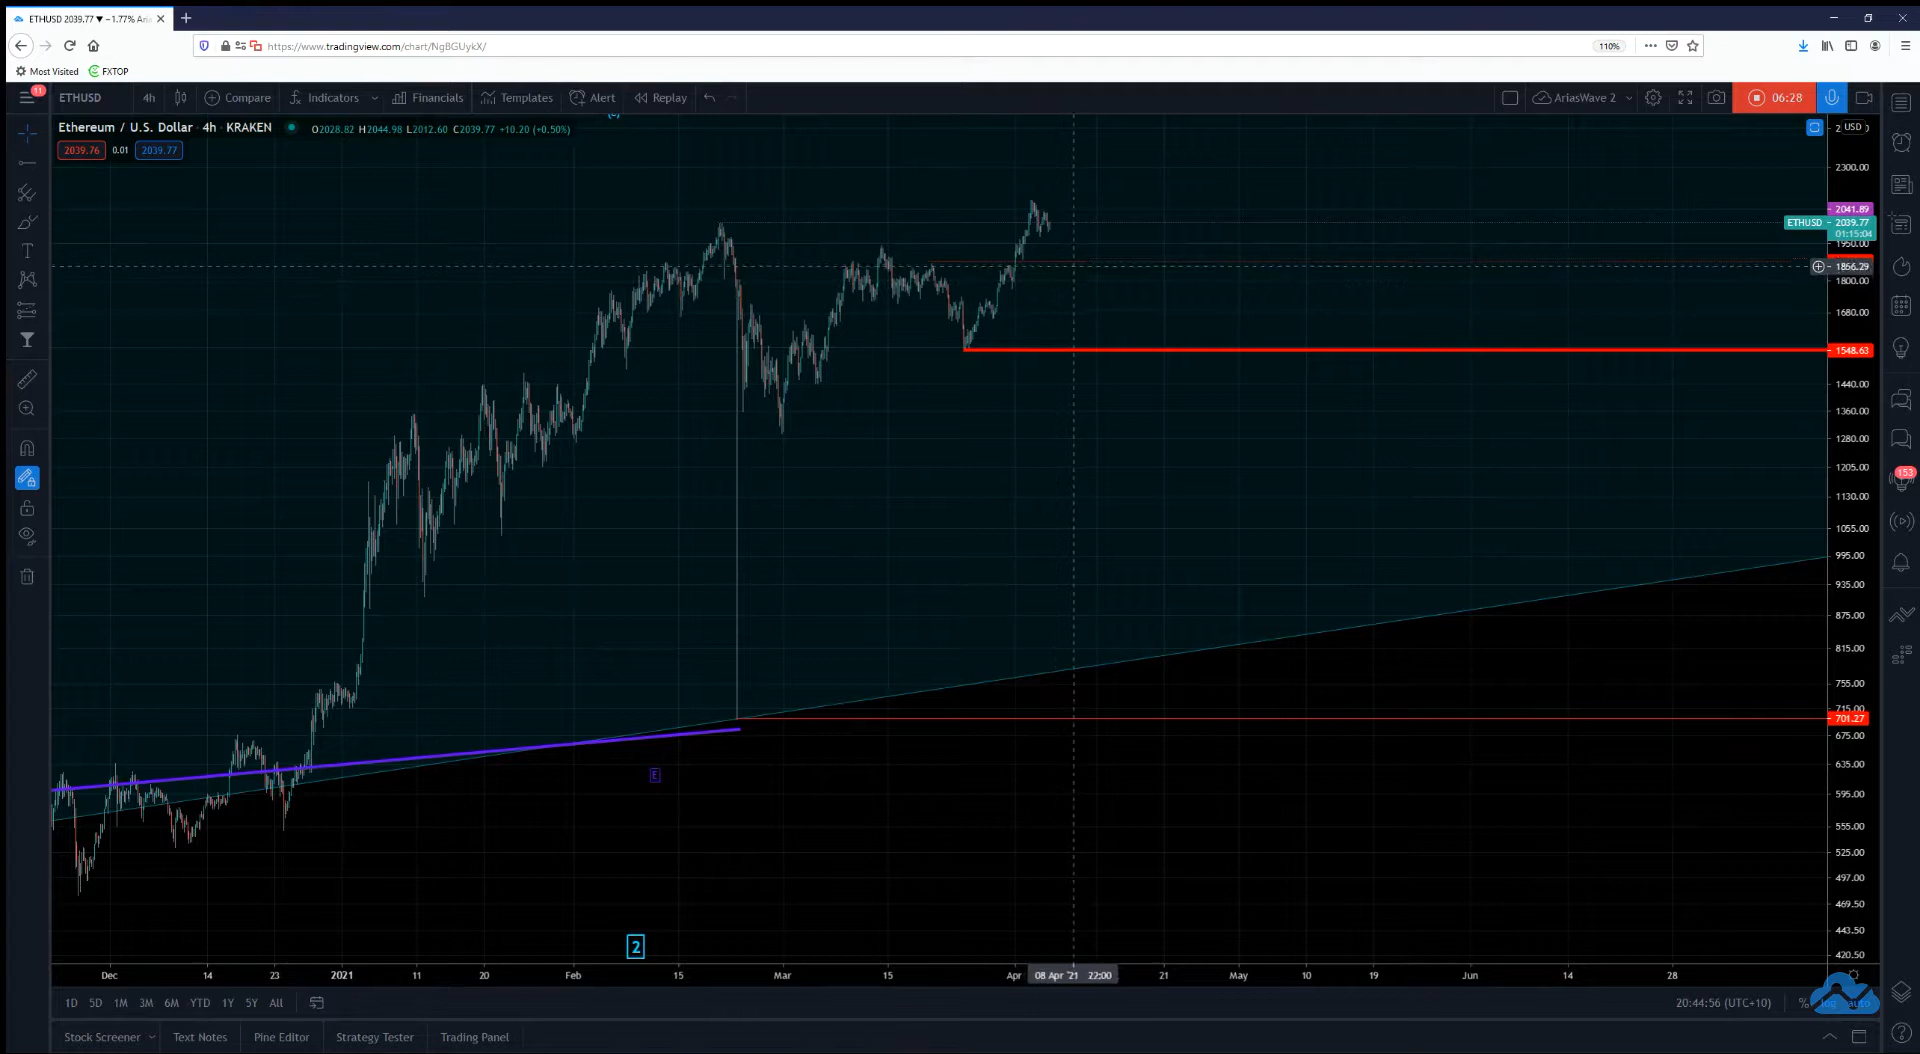 ETHUSD 2039.77 ▼ −1.77% Aria
https://www.tradingview.com/chart/NgBGUykX/
110%
Most Visited
FXTOP
11
ETHUSD
4h
Compare
Indicators
Financials
Templates
Alert
Replay
AriasWave 2
06:28
Ethereum / U.S. Dollar · 4h · KRAKEN
O2028.82 H2044.98 L2012.60 C2039.77 +10.20 (+0.50%)
2039.76
0.01
2039.77
USD
2300.00
2041.89
ETHUSD
2039.77
01:15:04
1950.00
1856.29
1800.00
1680.00
1548.63
1440.00
1360.00
1280.00
1205.00
1130.00
1055.00
995.00
935.00
875.00
815.00
755.00
715.00
701.27
675.00
635.00
595.00
555.00
525.00
497.00
469.50
443.50
420.50
153
E
2
Dec
14
23
2021
11
20
Feb
15
Mar
15
Apr
08 Apr '21 22:00
21
May
10
19
Jun
14
28
1D
5D
1M
3M
6M
YTD
1Y
5Y
All
20:44:56 (UTC+10)
%
log
auto
Stock Screener
Text Notes
Pine Editor
Strategy Tester
Trading Panel